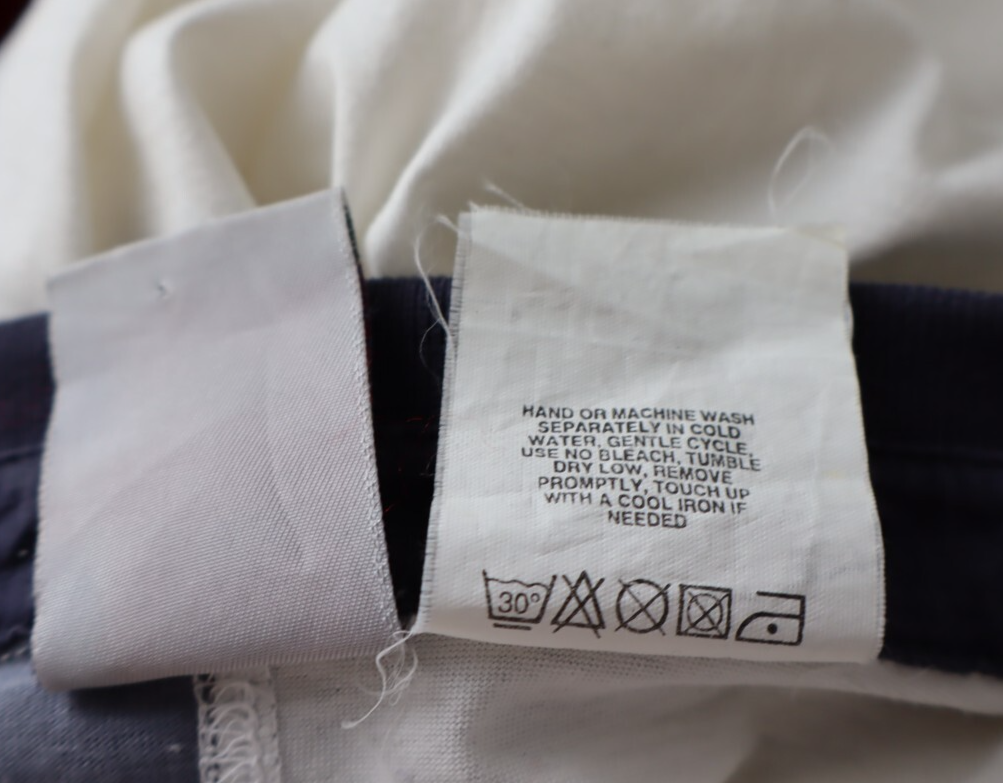 HAND OR MACHINE WASH
SEPARATELY IN COLD
WATER, GENTLE CYCLE,
USE NO BLEACH, TUMBLE
DRY LOW, REMOVE
PROMPTLY, TOUCH UP
WITH A COOL IRON IF
NEEDED
30°